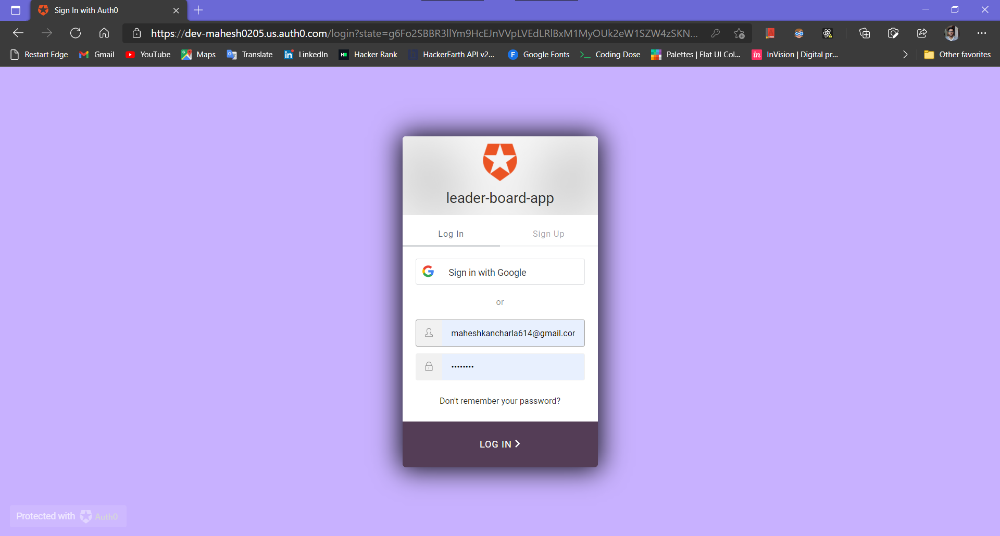 Sign In with Auth0
https://dev-mahesh0205.us.auth0.com/login?state=g6Fo2SBBR3llYm9HcEJnVVpLVEdLRlBxM1MyOUk2eW1SZW4zSKN...
Restart Edge Gmail YouTube Maps Translate LinkedIn Hacker Rank HackerEarth API v2... Google Fonts Coding Dose Palettes | Flat UI Col... InVision | Digital pr... Other favorites
leader-board-app
Log In Sign Up
Sign in with Google
or
maheshkancharla614@gmail.cor
••••••••
Don't remember your password?
LOG IN
Protected with Auth0